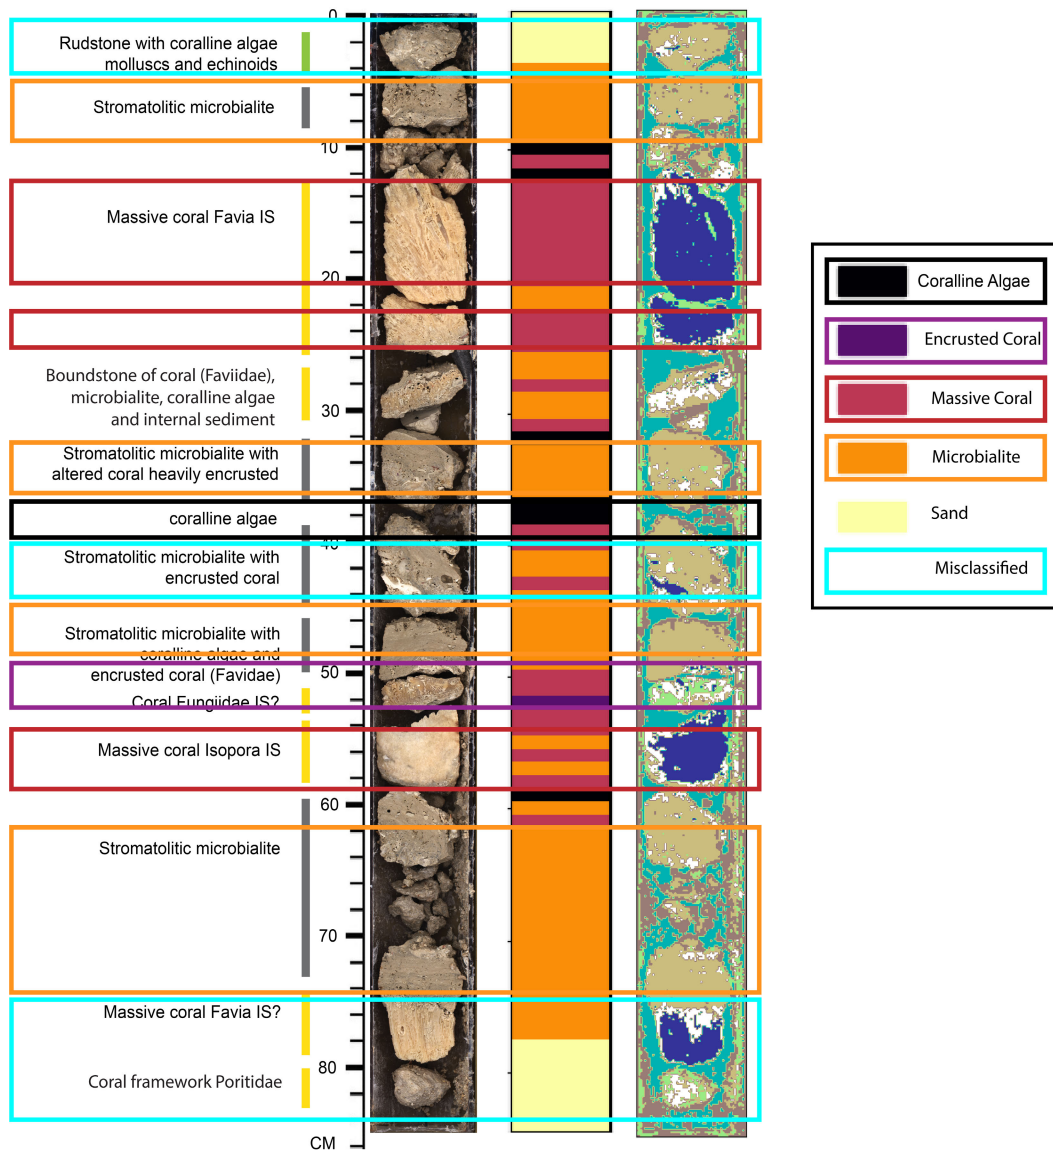 0
Rudstone with coralline algae
molluscs and echinoids
Stromatolitic microbialite
10
Massive coral Favia IS
20
Boundstone of coral (Faviidae),
microbialite, coralline algae
and internal sediment
30
Stromatolitic microbialite with
altered coral heavily encrusted
coralline algae
40
Stromatolitic microbialite with
encrusted coral
Stromatolitic microbialite with
coralline algae and
encrusted coral (Favidae)
50
Coral Fungiidae IS?
Massive coral Isopora IS
60
Stromatolitic microbialite
70
Massive coral Favia IS?
80
Coral framework Poritidae
CM
Coralline Algae
Encrusted Coral
Massive Coral
Microbialite
Sand
Misclassified